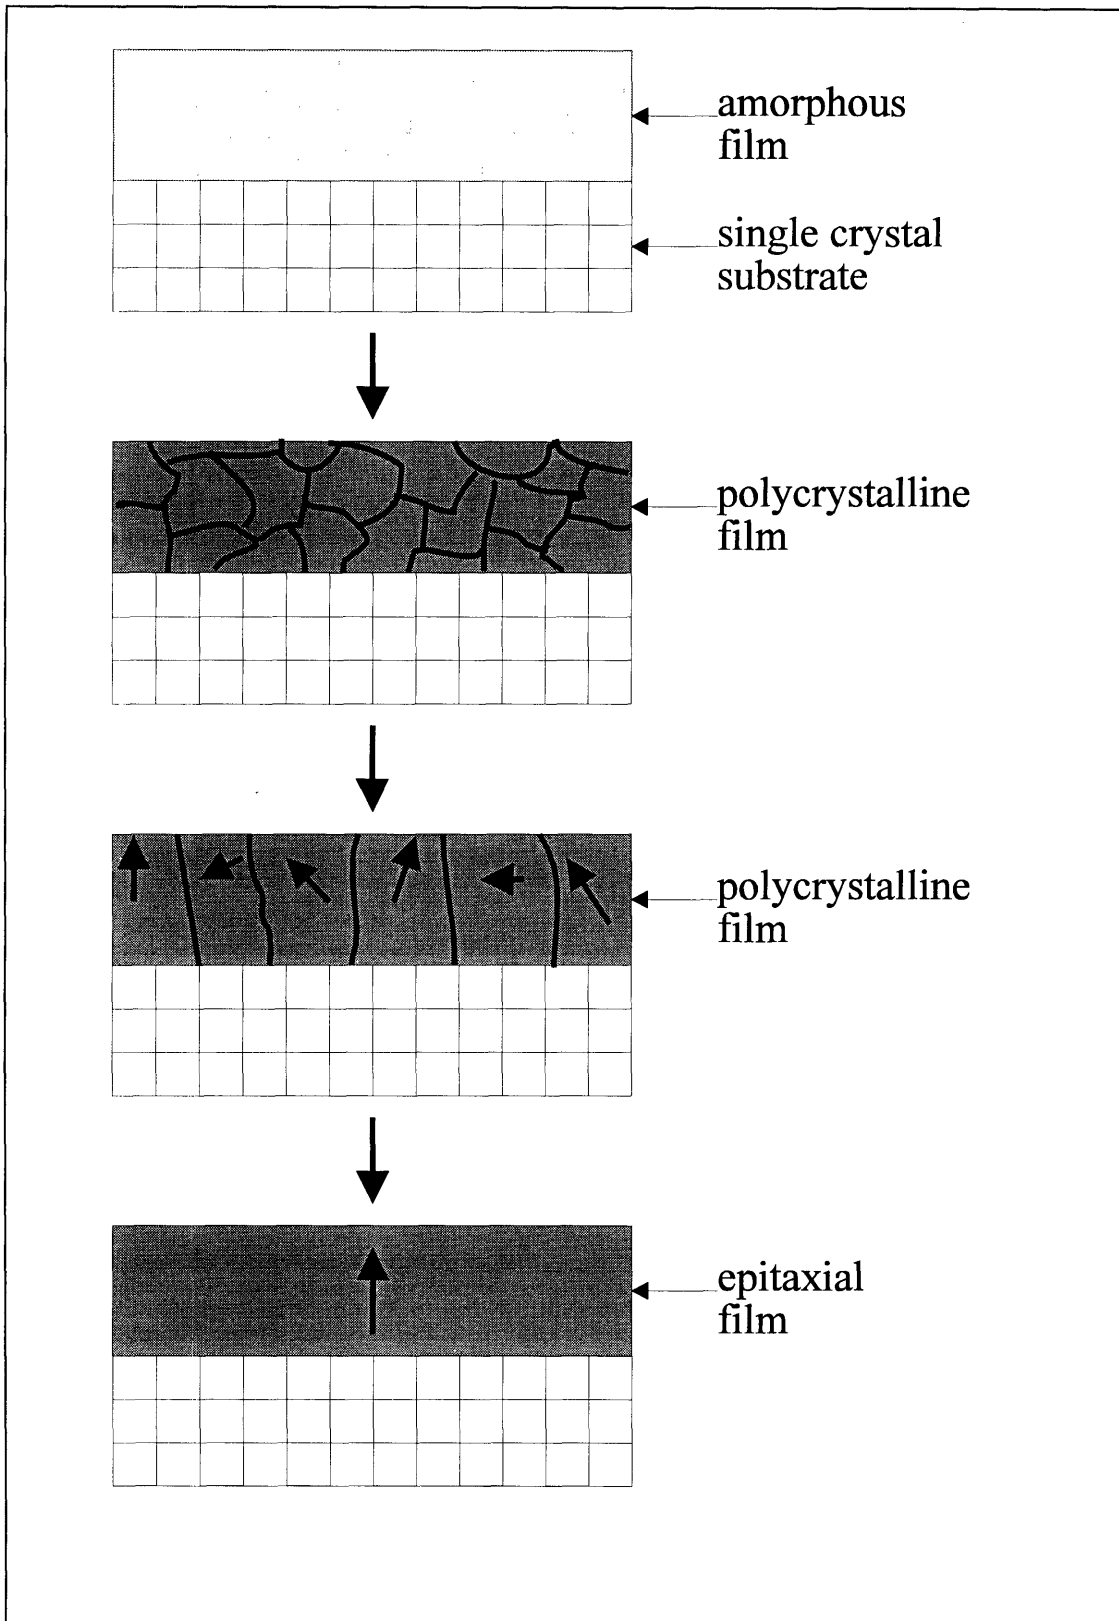 amorphous
film
single crystal
substrate
polycrystalline
film
polycrystalline
film
epitaxial
film